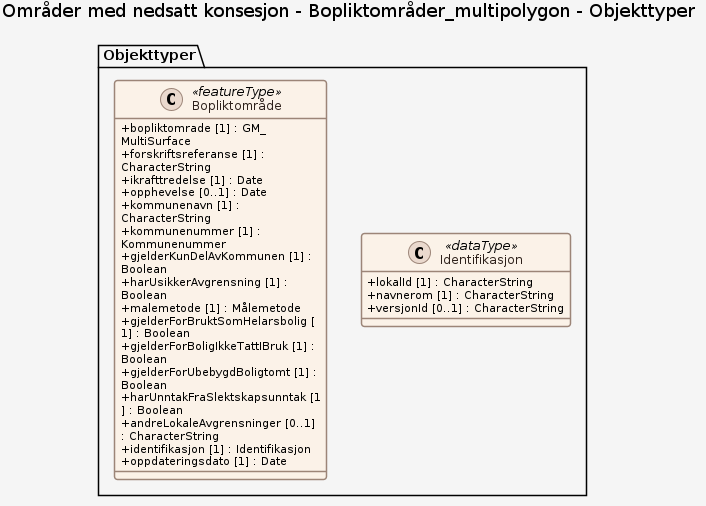 Områder med nedsatt konsesjon - Bopliktområder_multipolygon - Objekttyper
Objekttyper
C
«featureType»
Bopliktområde
+bopliktomrade [1] : GM_
MultiSurface
+forskriftsreferanse [1] :
CharacterString
+ikrafttredelse [1] : Date
+opphevelse [0..1] : Date
+kommunenavn [1] :
CharacterString
+kommunenummer [1] :
Kommunenummer
+gjelderKunDelAvKommunen [1] :
Boolean
+harUsikkerAvgrensning [1] :
Boolean
+malemetode [1] : Målemetode
+gjelderForBruktSomHelarsbolig [
1] : Boolean
+gjelderForBoligIkkeTattIBruk [1] :
Boolean
+gjelderForUbebygdBoligtomt [1] :
Boolean
+harUnntakFraSlektskapsunntak [1
] : Boolean
+andreLokaleAvgrensninger [0..1]
: CharacterString
+identifikasjon [1] : Identifikasjon
+oppdateringsdato [1] : Date
C
«dataType»
Identifikasjon
+lokalId [1] : CharacterString
+navnerom [1] : CharacterString
+versjonId [0..1] : CharacterString